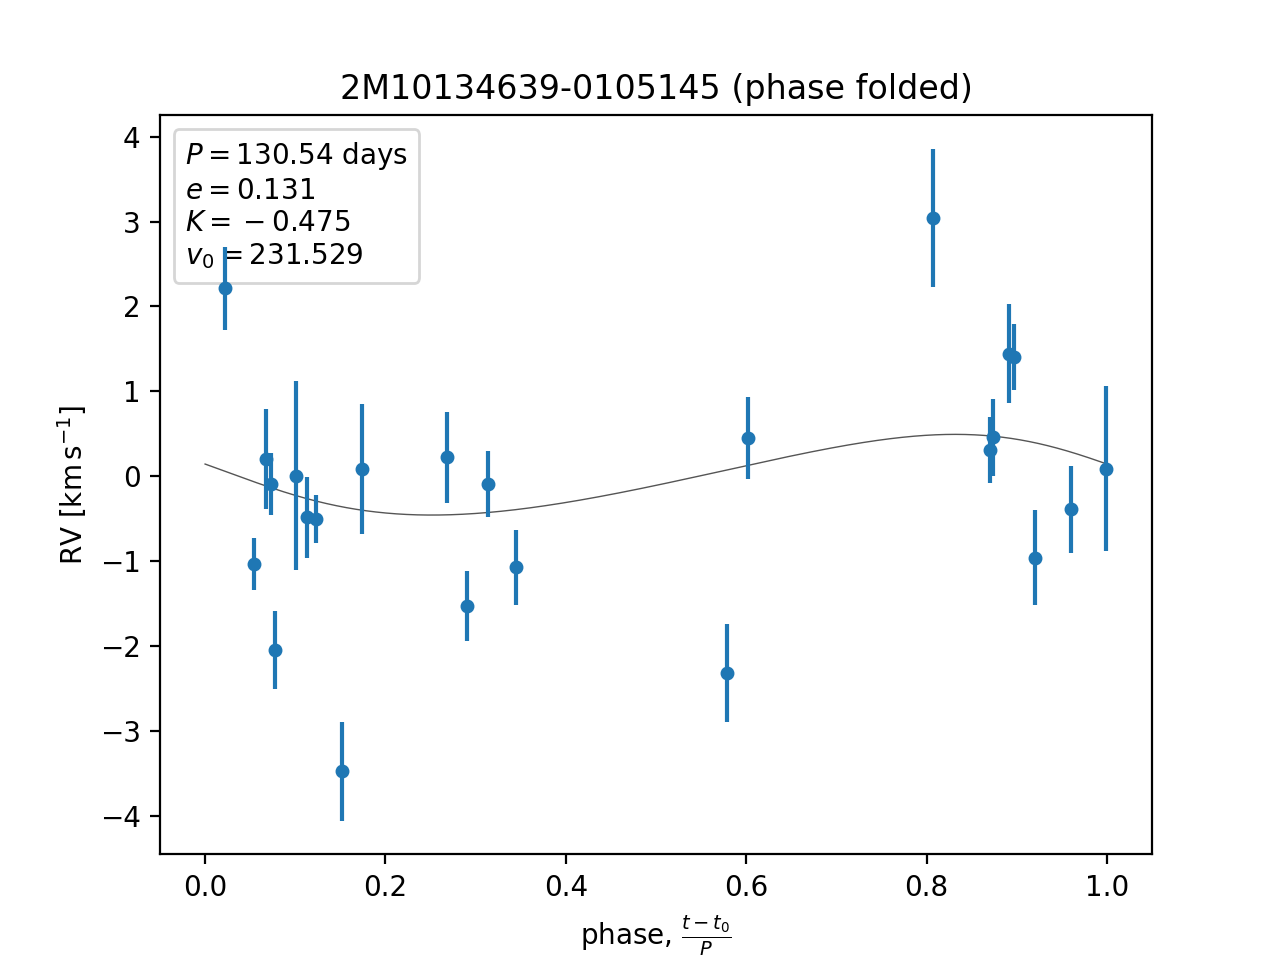 2M10134639-0105145 (phase folded)
P = 130.54 days
e = 0.131
K = −0.475
v₀ = 231.529
RV [km s⁻¹]
4
3
2
1
0
−1
−2
−3
−4
0.0 0.2 0.4 0.6 0.8 1.0
phase, (t − t₀)/P